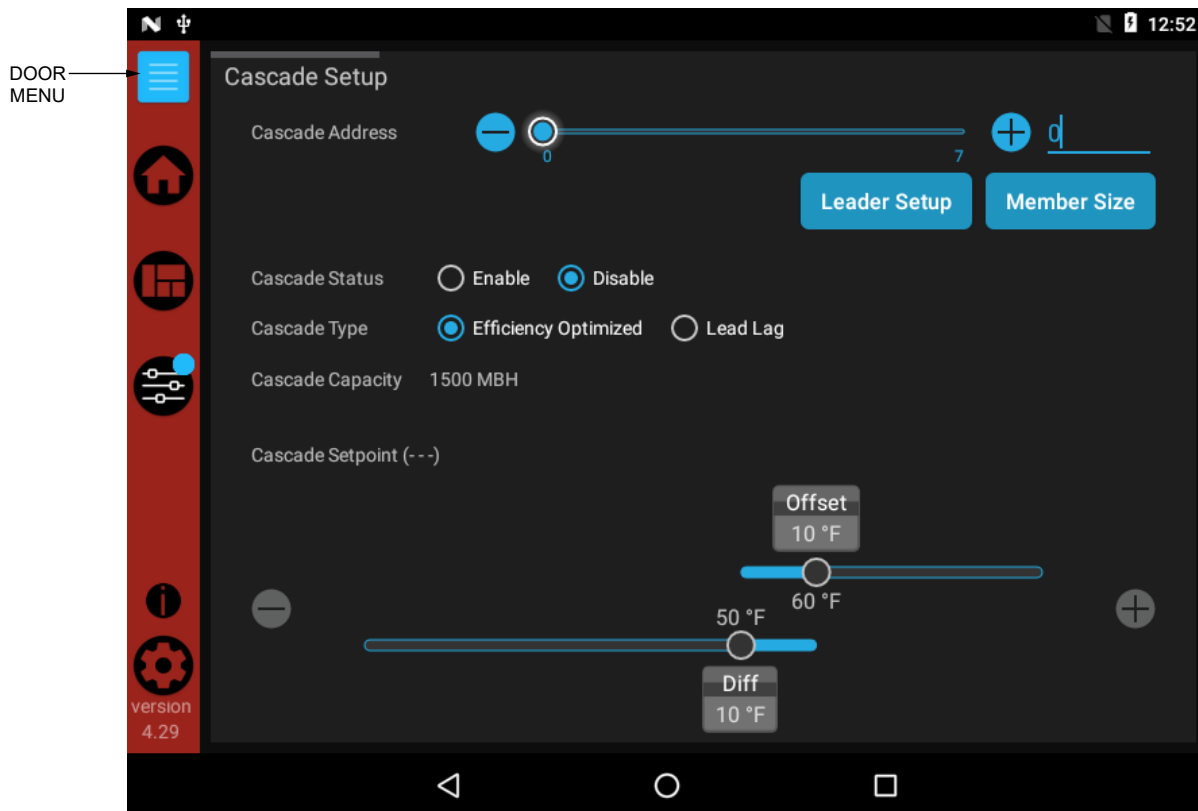 12:52
DOOR
MENU
Cascade Setup
Cascade Address
0
7
0
Leader Setup
Member Size
Cascade Status
Enable
Disable
Cascade Type
Efficiency Optimized
Lead Lag
Cascade Capacity
1500 MBH
Cascade Setpoint (---)
Offset
10 °F
60 °F
50 °F
Diff
10 °F
version
4.29